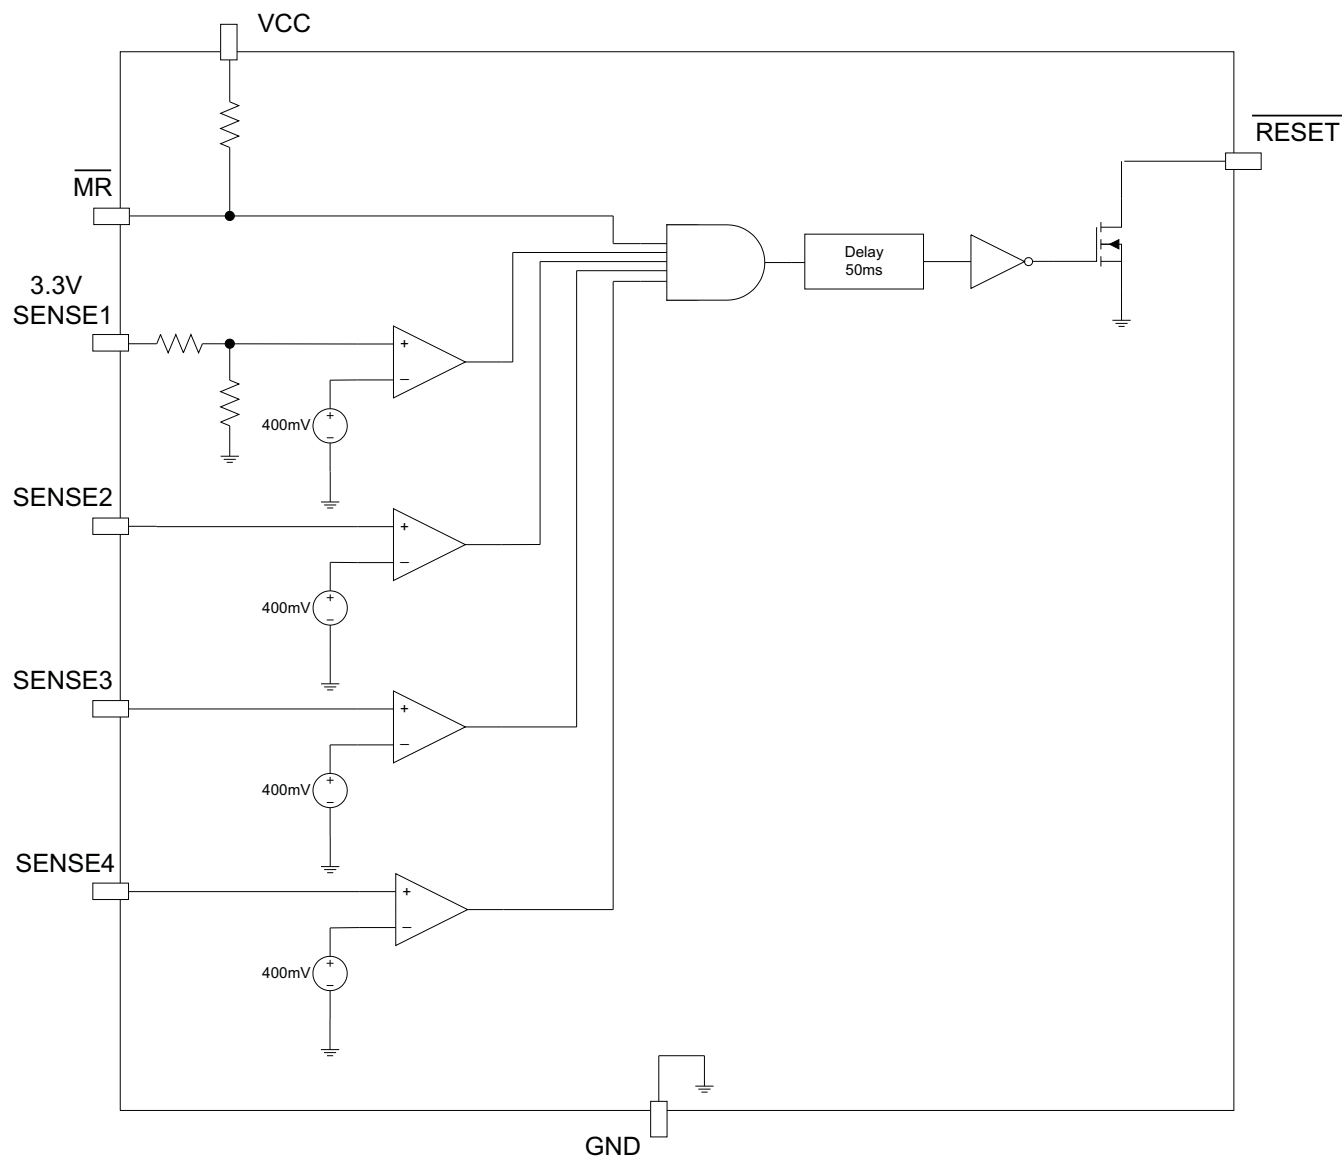 VCC
RESET
MR
Delay
50ms
3.3V
SENSE1
+
−
400mV
+
−
SENSE2
+
−
400mV
+
−
SENSE3
+
−
400mV
+
−
SENSE4
+
−
400mV
+
−
GND